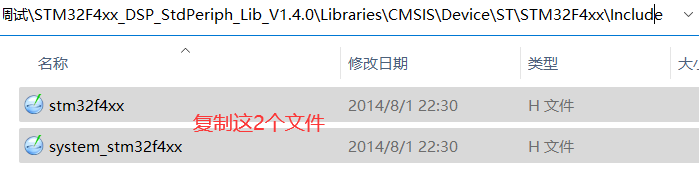 调试\STM32F4xx_DSP_StdPeriph_Lib_V1.4.0\Libraries\CMSIS\Device\ST\STM32F4xx\Include
名称 修改日期 类型 大小
stm32f4xx 2014/8/1 22:30 H 文件
复制这2个文件
system_stm32f4xx 2014/8/1 22:30 H 文件